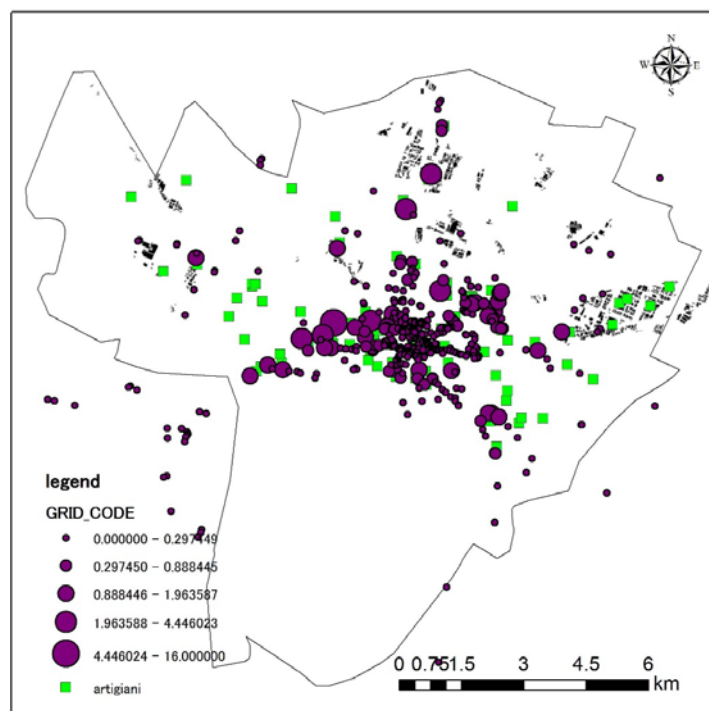 N
W E
S
legend
GRID_CODE
0.000000 - 0.297449
0.297450 - 0.888445
0.888446 - 1.963587
1.963588 - 4.446023
4.446024 - 16.000000
artigiani
0 0.75 1.5 3 4.5 6
km